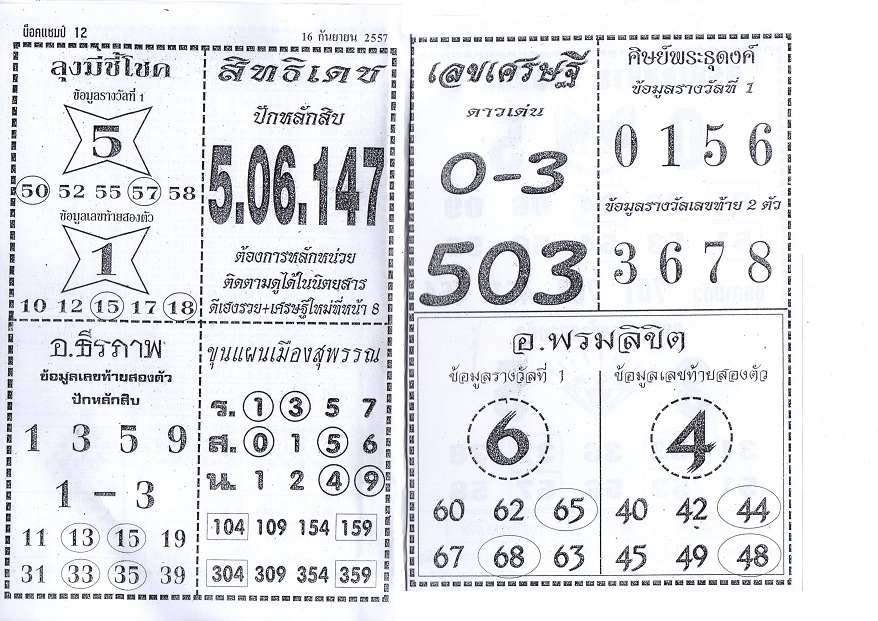 น็อคแชมป์ 12
16 กันยายน 2557
ลุงมีชี้โชค
ข้อมูลรางวัลที่ 1
5
50 52 55 57 58
ข้อมูลเลขท้ายสองตัว
1
10 12 15 17 18
สิทธิเดช
ปักหลักสิบ
5.06.147
ต้องการหลักหน่วย
ติดตามดูได้ในนิตยสาร
ดีเฮงรวย+เศรษฐีใหม่ที่หน้า 8
อ.ธีรภาพ
ข้อมูลเลขท้ายสองตัว
ปักหลักสิบ
1 3 5 9
1-3
11 13 15 19
31 33 35 39
ขุนแผนเมืองสุพรรณ
ร. 1 3 5 7
ส. 0 1 5 6
น. 1 2 4 9
104 109 154 159
304 309 354 359
เลขเศรษฐี
ดาวเด่น
0-3
503
ศิษย์พระธุดงค์
ข้อมูลรางวัลที่ 1
0 1 5 6
ข้อมูลรางวัลเลขท้าย 2 ตัว
3 6 7 8
อ.พรมลิขิต
ข้อมูลรางวัลที่ 1
6
60 62 65
67 68 63
ข้อมูลเลขท้ายสองตัว
4
40 42 44
45 49 48